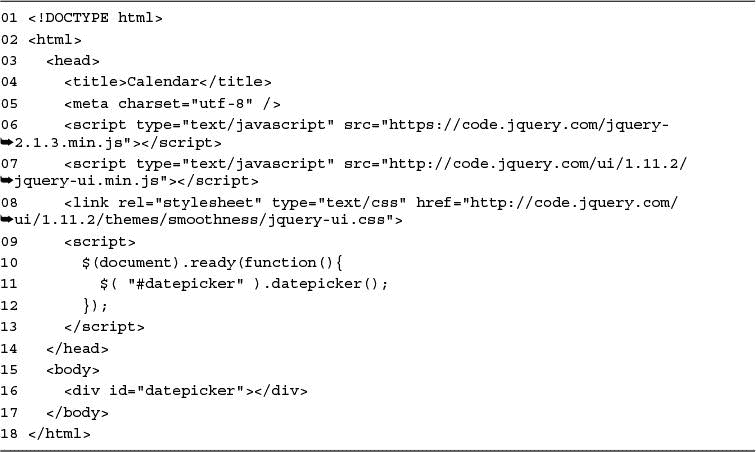 01 <!DOCTYPE html>
02 <html>
03   <head>
04     <title>Calendar</title>
05     <meta charset="utf-8" />
06     <script type="text/javascript" src="https://code.jquery.com/jquery-
➥2.1.3.min.js"></script>
07     <script type="text/javascript" src="http://code.jquery.com/ui/1.11.2/
➥jquery-ui.min.js"></script>
08     <link rel="stylesheet" type="text/css" href="http://code.jquery.com/
➥ui/1.11.2/themes/smoothness/jquery-ui.css">
09     <script>
10       $(document).ready(function(){
11         $( "#datepicker" ).datepicker();
12       });
13     </script>
14   </head>
15   <body>
16     <div id="datepicker"></div>
17   </body>
18 </html>